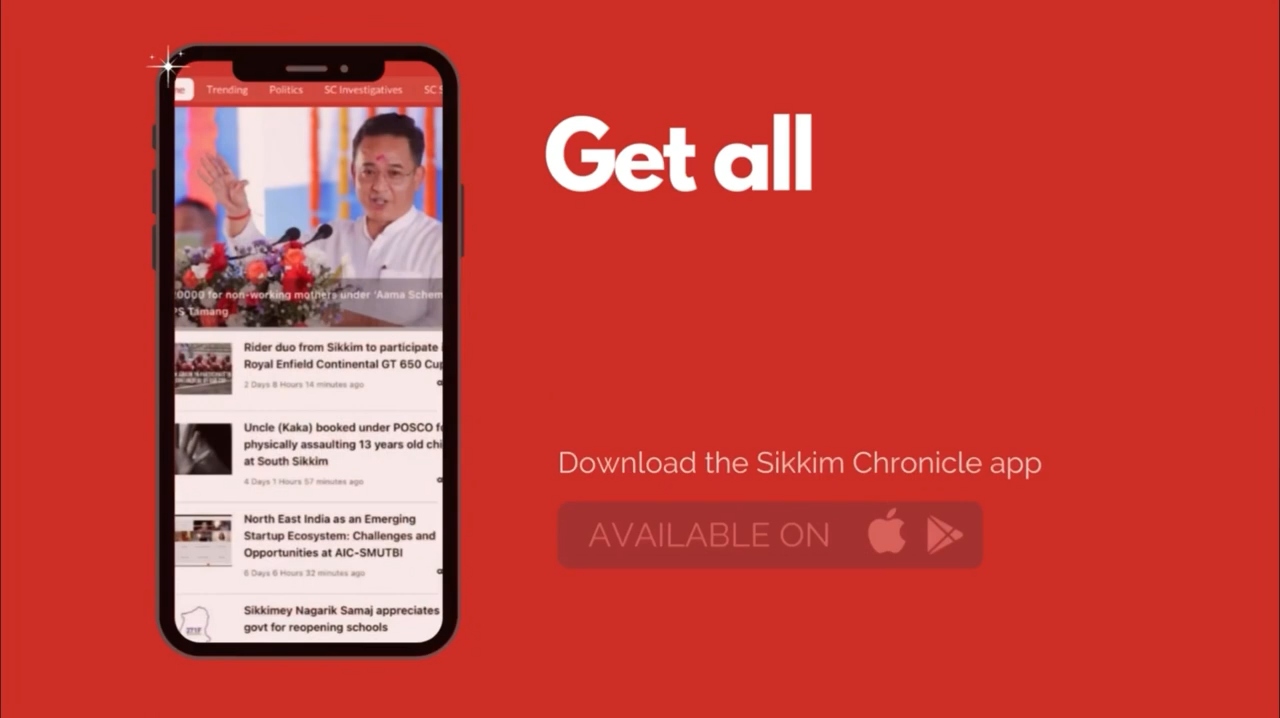 Trending Politics SC Investigatives SC
0000 for non-working mothers under 'Aama Schem
PS Tamang
Rider duo from Sikkim to participate
Royal Enfield Continental GT 650 Cup
2 Days 8 Hours 14 minutes ago
Uncle (Kaka) booked under POSCO fo
physically assaulting 13 years old chi
at South Sikkim
4 Days 1 Hours 57 minutes ago
North East India as an Emerging
Startup Ecosystem: Challenges and
Opportunities at AIC-SMUTBI
6 Days 6 Hours 32 minutes ago
Sikkimey Nagarik Samaj appreciates
govt for reopening schools
Get all
Download the Sikkim Chronicle app
AVAILABLE ON